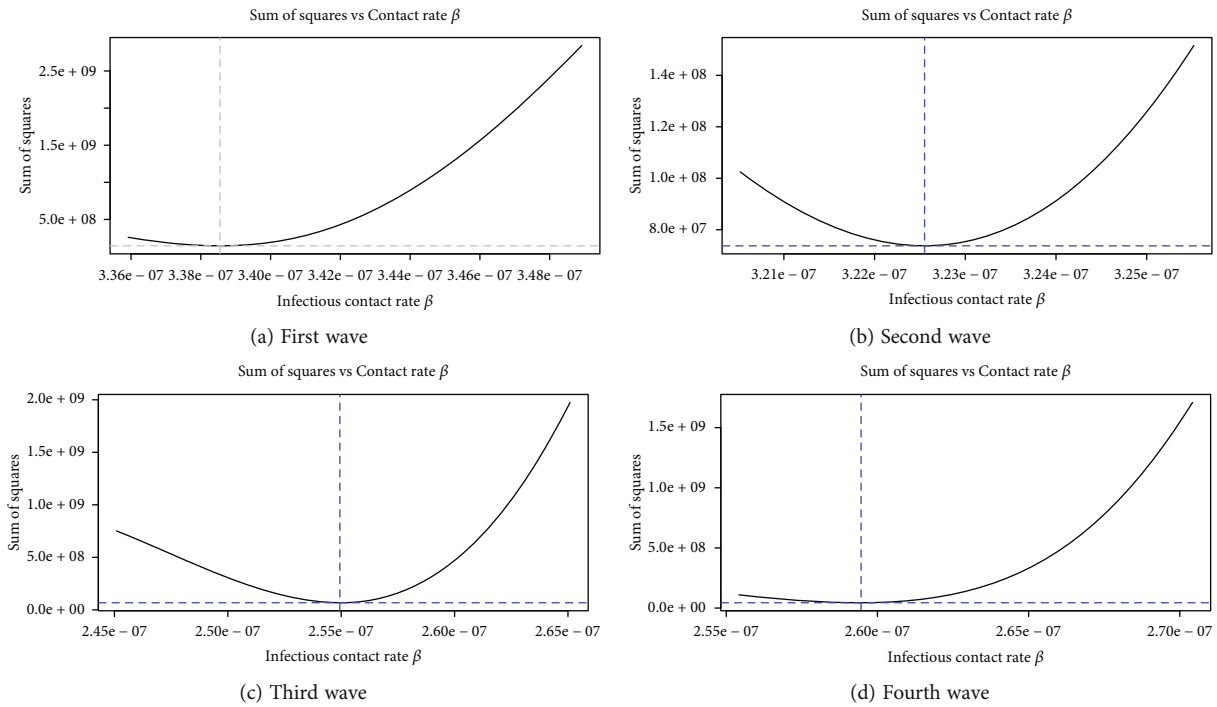 Sum of squares vs Contact rate β
Sum of squares
2.5e + 09
1.5e + 09
5.0e + 08
3.36e − 07 3.38e − 07 3.40e − 07 3.42e − 07 3.44e − 07 3.46e − 07 3.48e − 07
Infectious contact rate β
(a) First wave
Sum of squares vs Contact rate β
Sum of squares
1.4e + 08
1.2e + 08
1.0e + 08
8.0e + 07
3.21e − 07 3.22e − 07 3.23e − 07 3.24e − 07 3.25e − 07
Infectious contact rate β
(b) Second wave
Sum of squares vs Contact rate β
Sum of squares
2.0e + 09
1.5e + 09
1.0e + 09
5.0e + 08
0.0e + 00
2.45e − 07 2.50e − 07 2.55e − 07 2.60e − 07 2.65e − 07
Infectious contact rate β
(c) Third wave
Sum of squares vs Contact rate β
Sum of squares
1.5e + 09
1.0e + 09
5.0e + 08
0.0e + 00
2.55e − 07 2.60e − 07 2.65e − 07 2.70e − 07
Infectious contact rate β
(d) Fourth wave